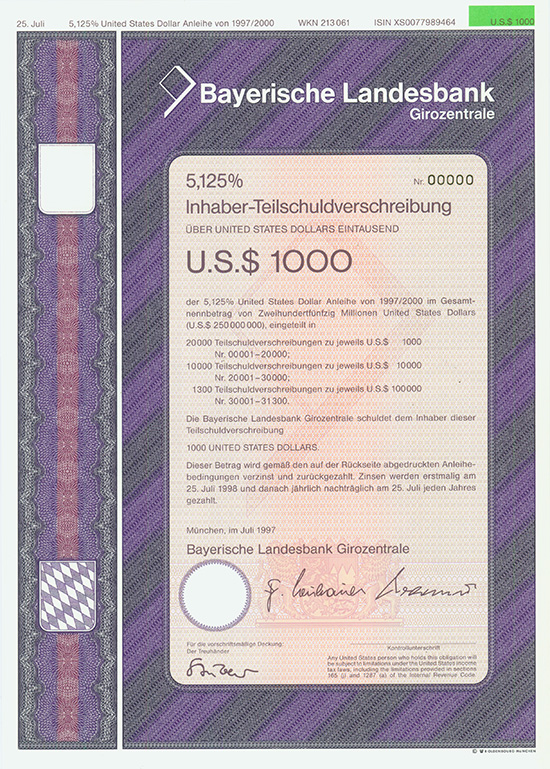 25. Juli 5,125% United States Dollar Anleihe von 1997/2000 WKN 213 061 ISIN XS0077989464 U.S.$ 1000
Bayerische Landesbank
Girozentrale
5,125% Nr. 00000
Inhaber-Teilschuldverschreibung
ÜBER UNITED STATES DOLLARS EINTAUSEND
U.S.$ 1000
der 5,125% United States Dollar Anleihe von 1997/2000 im Gesamt-
nennbetrag von Zweihundertfünfzig Millionen United States Dollars
(U.S.$ 250 000 000), eingeteilt in
20000 Teilschuldverschreibungen zu jeweils U.S.$ 1000
Nr. 00001–20000;
10000 Teilschuldverschreibungen zu jeweils U.S.$ 10000
Nr. 20001–30000;
1300 Teilschuldverschreibungen zu jeweils U.S.$ 100000
Nr. 30001–31300.
Die Bayerische Landesbank Girozentrale schuldet dem Inhaber dieser
Teilschuldverschreibung
1000 UNITED STATES DOLLARS.
Dieser Betrag wird gemäß den auf der Rückseite abgedruckten Anleihe-
bedingungen verzinst und zurückgezahlt. Zinsen werden erstmalig am
25. Juli 1998 und danach jährlich nachträglich am 25. Juli jeden Jahres
gezahlt.
München, im Juli 1997
Bayerische Landesbank Girozentrale
Für die vorschriftsmäßige Deckung:
Der Treuhänder
Kontrollunterschrift
Any United States person who holds this obligation will
be subject to limitations under the United States income
tax laws, including the limitations provided in sections
165 (j) and 1287 (a) of the Internal Revenue Code.
© R. OLDENBOURG MÜNCHEN